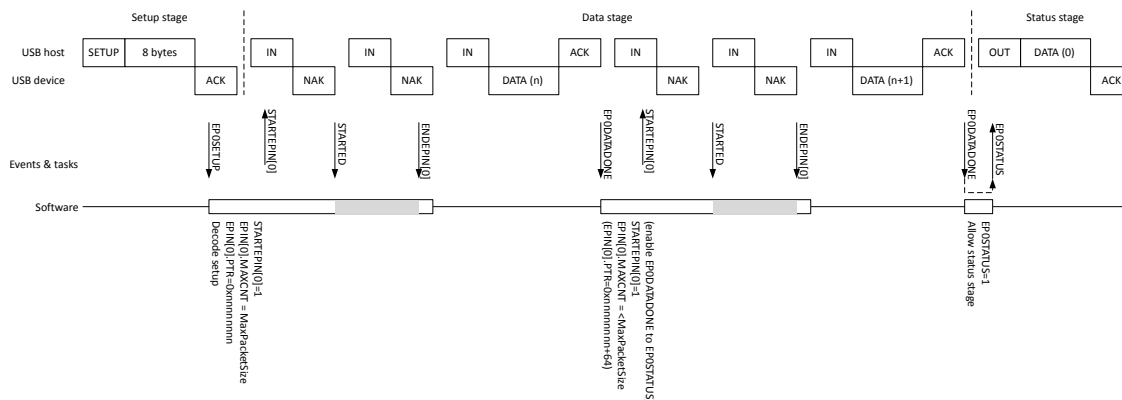 Setup stage
Data stage
Status stage
USB host
SETUP
8 bytes
IN
IN
IN
ACK
IN
IN
IN
ACK
OUT
DATA (0)
USB device
ACK
NAK
NAK
DATA (n)
NAK
NAK
DATA (n+1)
ACK
Events & tasks
EP0SETUP
STARTEPIN[0]
STARTED
ENDEPIN[0]
EP0DATADONE
STARTEPIN[0]
STARTED
ENDEPIN[0]
EP0DATADONE
EP0STATUS
Software
STARTEPIN[0]=1
EPIN[0].MAXCNT = MaxPacketSize
EPIN[0].PTR=0xnnnnnnnn
Decode setup
(enable EP0DATADONE to EP0STATUS
STARTEPIN[0]=1
EPIN[0].MAXCNT = <MaxPacketSize
(EPIN[0].PTR=0xnnnnnnnn+64)
EP0STATUS=1
Allow status stage